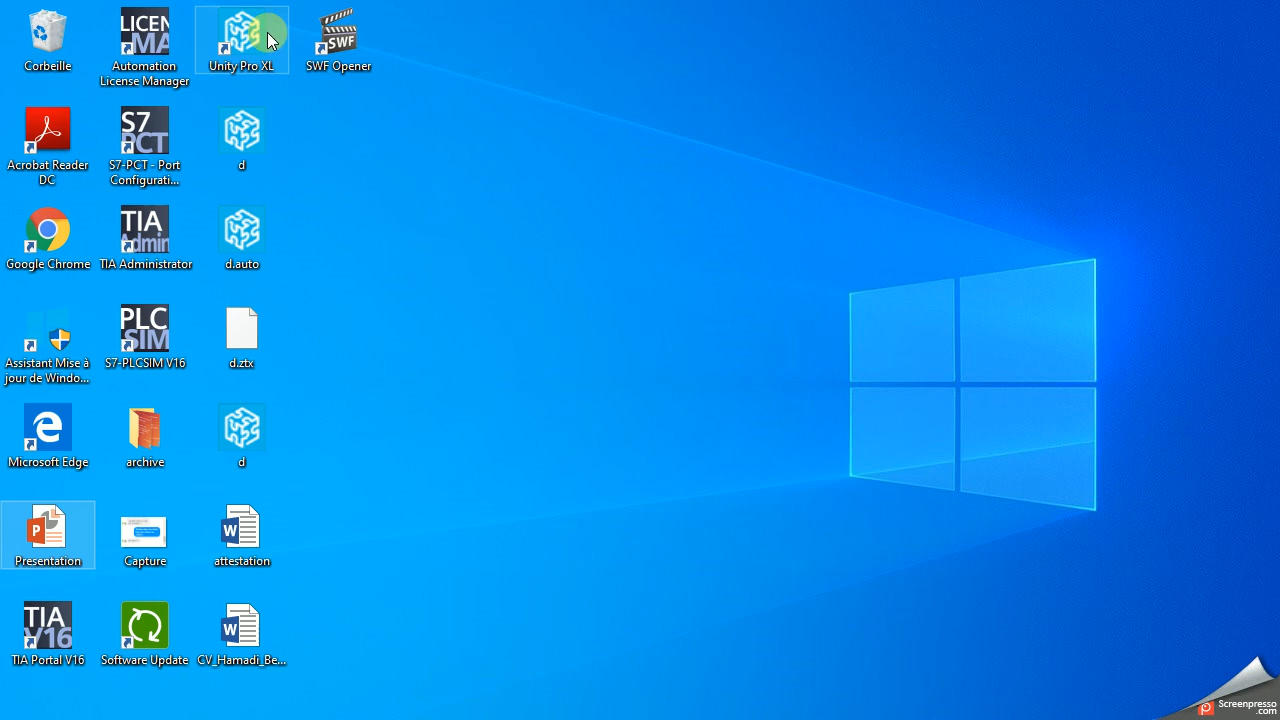 LICEN
MA
SWF
Corbeille
Automation
License Manager
Unity Pro XL
SWF Opener
S7
PCT
Acrobat Reader
DC
S7-PCT - Port
Configurati...
d
TIA
Admin
Google Chrome
TIA Administrator
d.auto
PLC
SIM
Assistant Mise à
jour de Windo...
S7-PLCSIM V16
d.ztx
Microsoft Edge
archive
d
P
W
Presentation
Capture
attestation
TIA
V16
W
TIA Portal V16
Software Update
CV_Hamadi_Be...
Screenpresso
.com